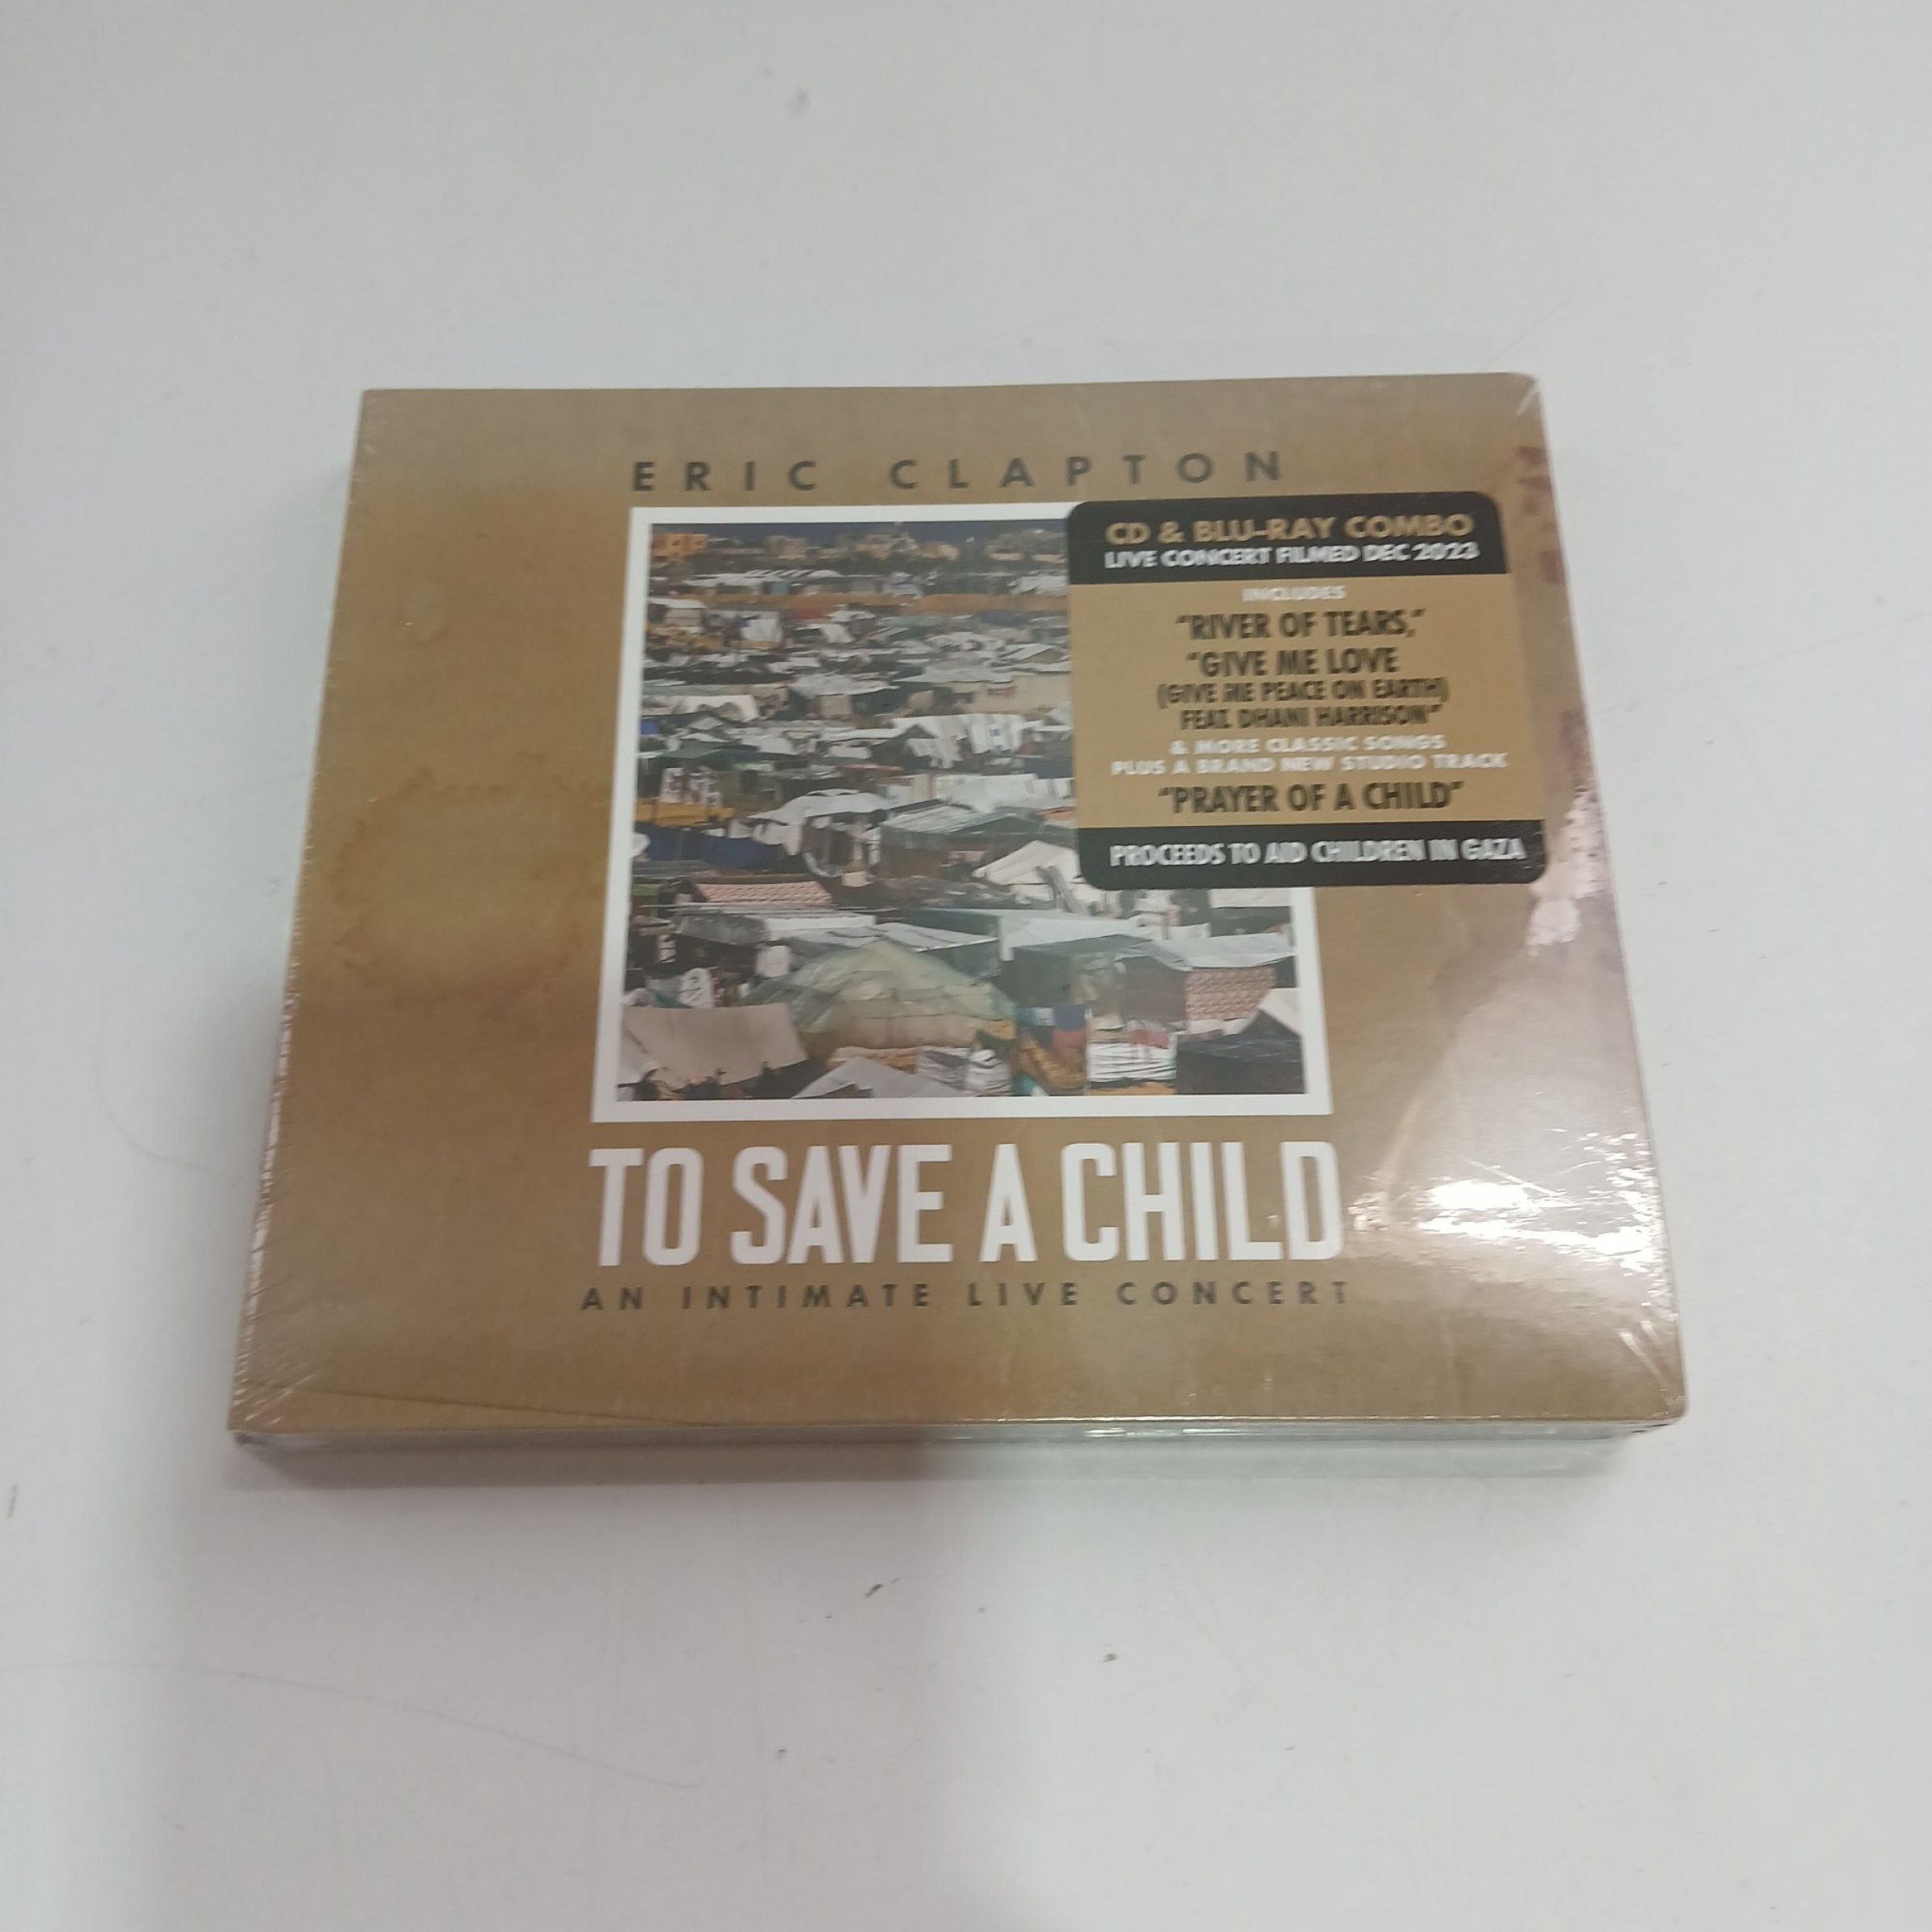 ERIC CLAPTON
CD & BLU-RAY COMBO
LIVE CONCERT FILMED DEC 2023
INCLUDES
"RIVER OF TEARS,"
"GIVE ME LOVE
(GIVE ME PEACE ON EARTH)
FEAT. DHANI HARRISON"
& MORE CLASSIC SONGS
PLUS A BRAND NEW STUDIO TRACK
"PRAYER OF A CHILD"
PROCEEDS TO AID CHILDREN IN GAZA
TO SAVE A CHILD
AN INTIMATE LIVE CONCERT